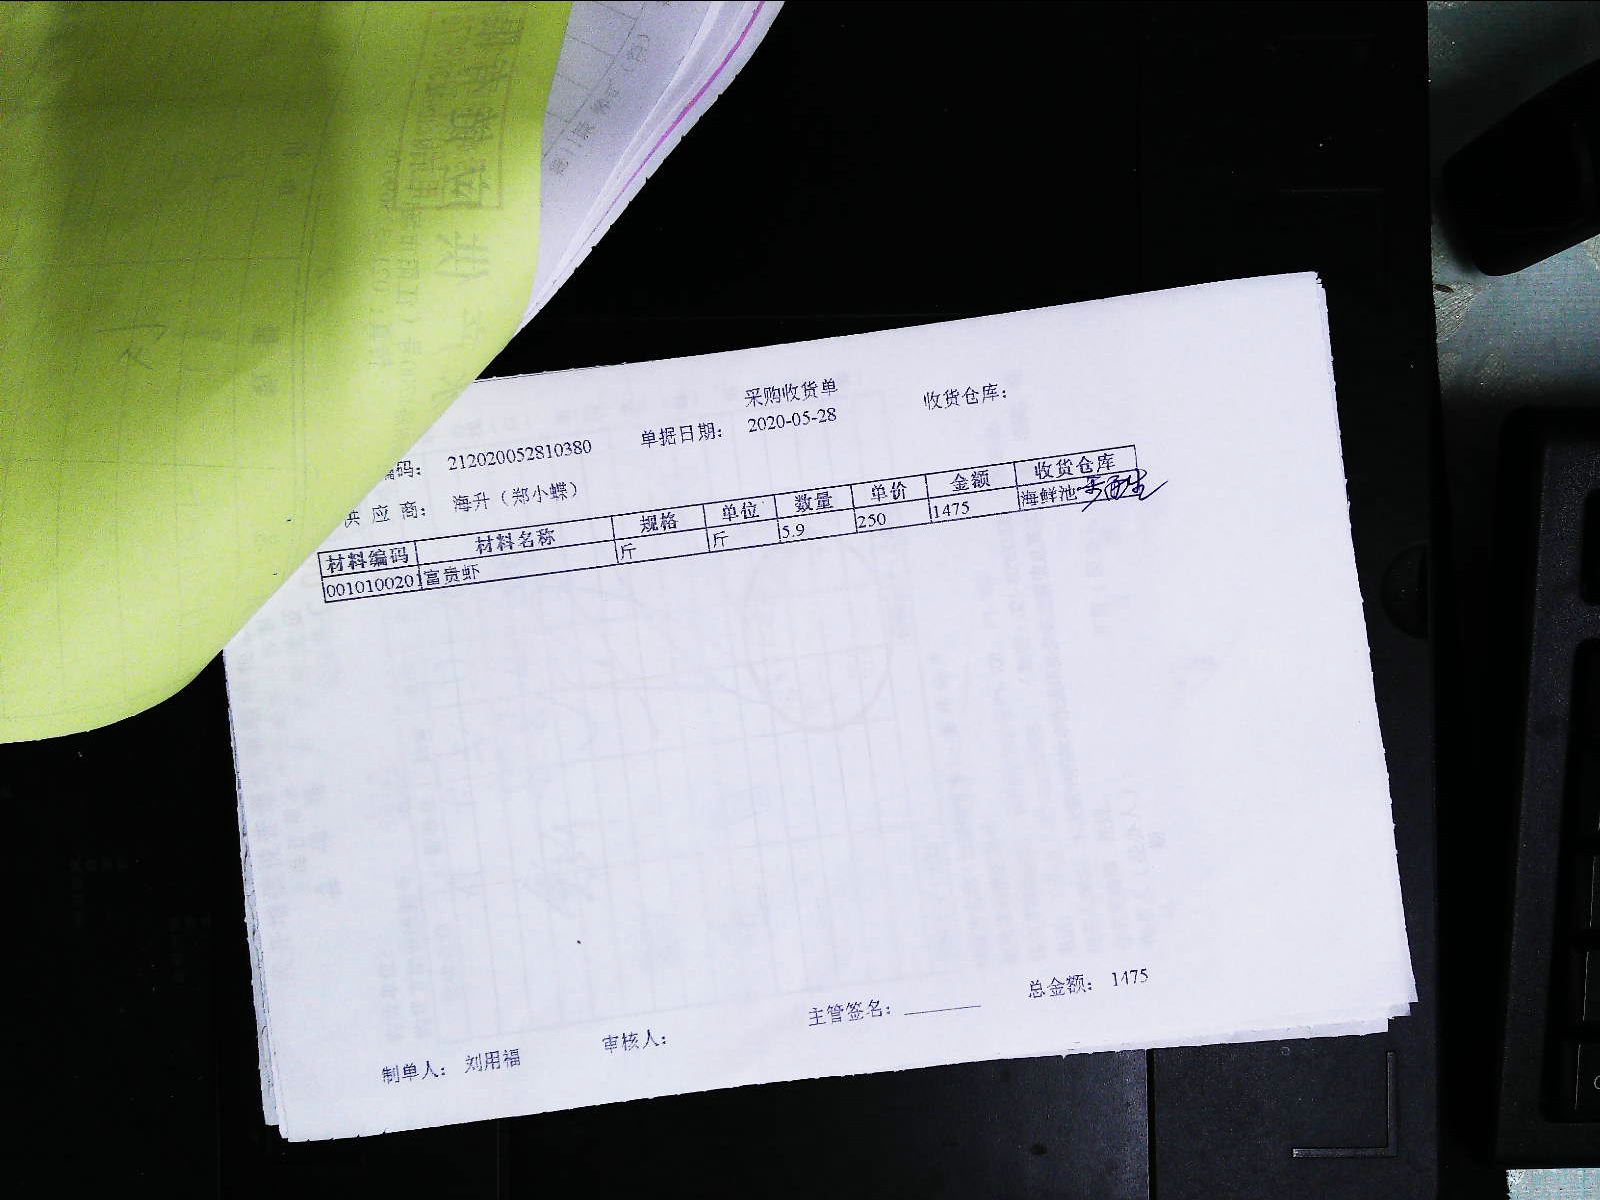 采购收货单
编码： 212020052810380 单据日期： 2020-05-28 收货仓库：
供 应 商： 海升（郑小蝶）
材料编码 材料名称 规格 单位 数量 单价 金额 收货仓库
001010020 富贵虾 斤 斤 5.9 250 1475 海鲜池
制单人： 刘用福 审核人： 主管签名： 总金额： 1475